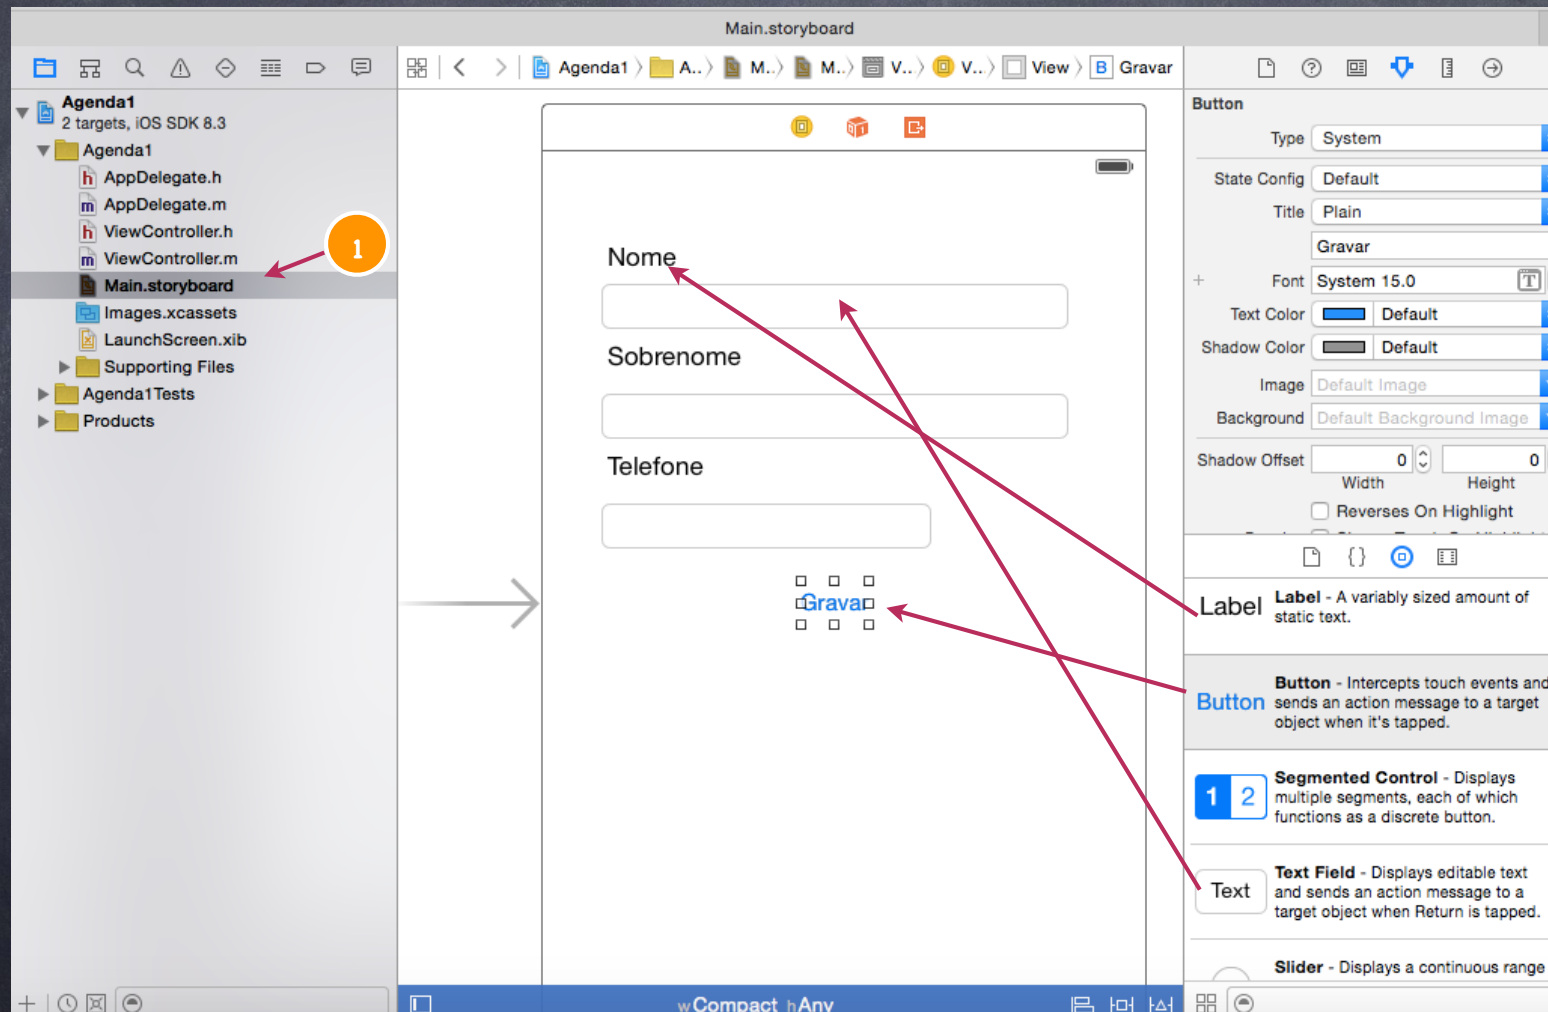 Main.storyboard
Agenda1 A.. M.. M.. V.. V.. View B Gravar
Agenda1
2 targets, iOS SDK 8.3
Agenda1
h AppDelegate.h
m AppDelegate.m
h ViewController.h
m ViewController.m
Main.storyboard
Images.xcassets
LaunchScreen.xib
Supporting Files
Agenda1Tests
Products
1
Nome
Sobrenome
Telefone
Gravar
wCompact hAny
Button
Type System
State Config Default
Title Plain
Gravar
+ Font System 15.0 T
Text Color Default
Shadow Color Default
Image Default Image
Background Default Background Image
Shadow Offset 0 0
Width Height
Reverses On Highlight
{ }
Label
Label - A variably sized amount of
static text.
Button
Button - Intercepts touch events and
sends an action message to a target
object when it's tapped.
1 2
Segmented Control - Displays
multiple segments, each of which
functions as a discrete button.
Text
Text Field - Displays editable text
and sends an action message to a
target object when Return is tapped.
Slider - Displays a continuous range